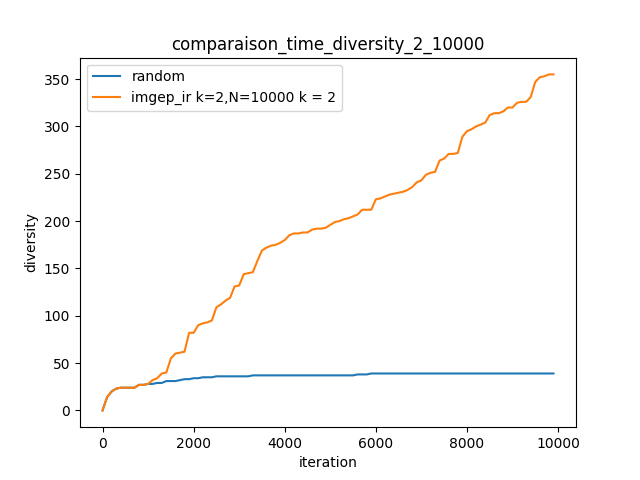 comparaison_time_diversity_2_10000
random
imgep_ir k=2,N=10000 k = 2
350
300
250
200
150
100
50
0
diversity
0 2000 4000 6000 8000 10000
iteration